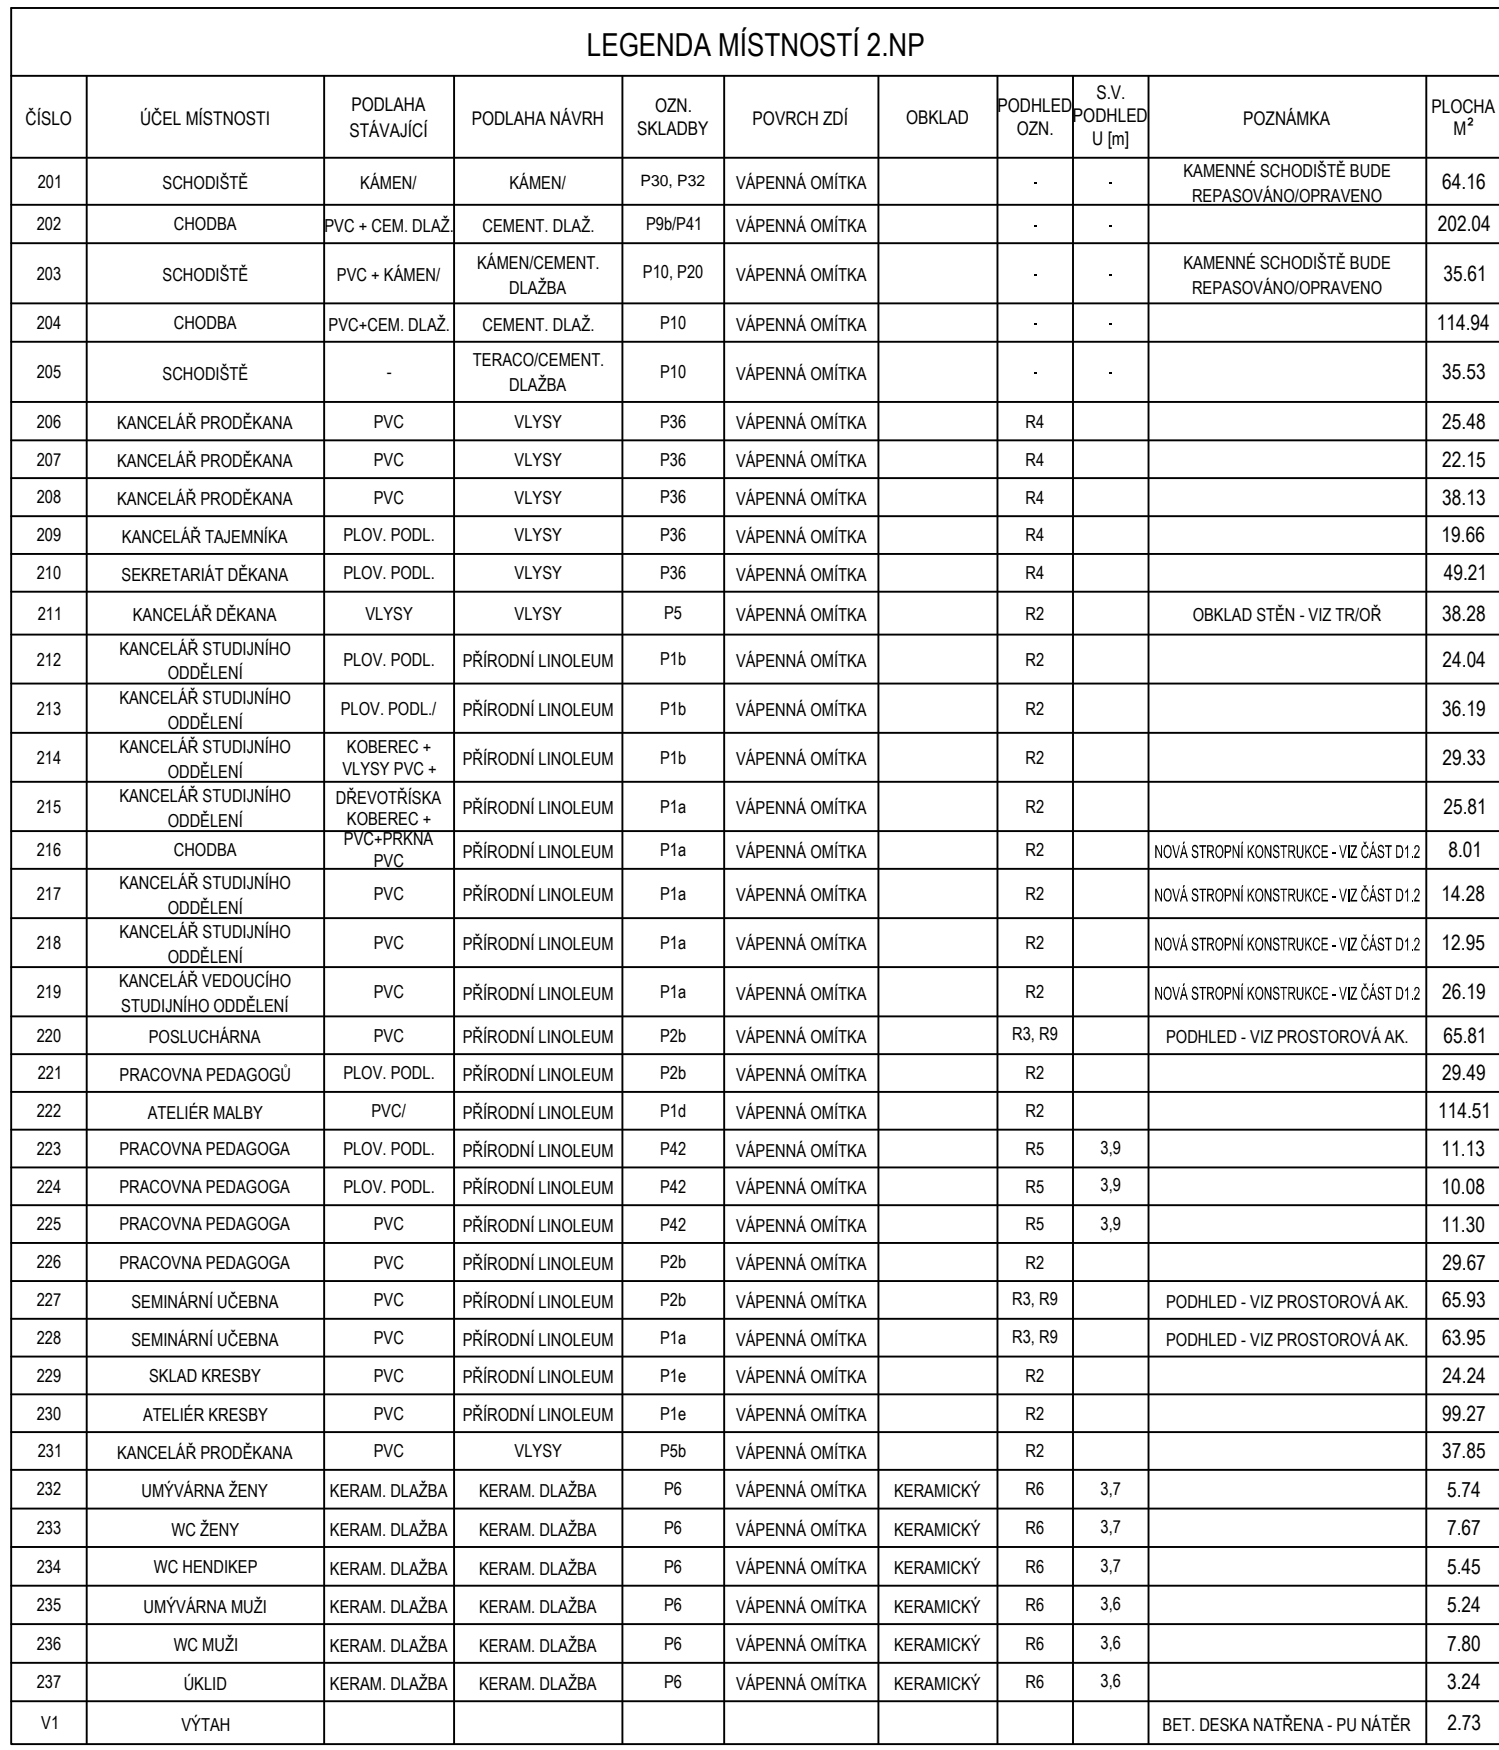 LEGENDA MÍSTNOSTÍ 2.NP
ČÍSLO ÚČEL MÍSTNOSTI PODLAHA STÁVAJÍCÍ PODLAHA NÁVRH OZN. SKLADBY POVRCH ZDÍ OBKLAD PODHLED OZN. S.V. PODHLED U [m] POZNÁMKA PLOCHA M²
201 SCHODIŠTĚ KÁMEN/ KÁMEN/ P30, P32 VÁPENNÁ OMÍTKA - - KAMENNÉ SCHODIŠTĚ BUDE REPASOVÁNO/OPRAVENO 64.16
202 CHODBA PVC + CEM. DLAŽ. CEMENT. DLAŽ. P9b/P41 VÁPENNÁ OMÍTKA - - 202.04
203 SCHODIŠTĚ PVC + KÁMEN/ KÁMEN/CEMENT. DLAŽBA P10, P20 VÁPENNÁ OMÍTKA - - KAMENNÉ SCHODIŠTĚ BUDE REPASOVÁNO/OPRAVENO 35.61
204 CHODBA PVC+CEM. DLAŽ. CEMENT. DLAŽ. P10 VÁPENNÁ OMÍTKA - - 114.94
205 SCHODIŠTĚ - TERACO/CEMENT. DLAŽBA P10 VÁPENNÁ OMÍTKA - - 35.53
206 KANCELÁŘ PRODĚKANA PVC VLYSY P36 VÁPENNÁ OMÍTKA R4 25.48
207 KANCELÁŘ PRODĚKANA PVC VLYSY P36 VÁPENNÁ OMÍTKA R4 22.15
208 KANCELÁŘ PRODĚKANA PVC VLYSY P36 VÁPENNÁ OMÍTKA R4 38.13
209 KANCELÁŘ TAJEMNÍKA PLOV. PODL. VLYSY P36 VÁPENNÁ OMÍTKA R4 19.66
210 SEKRETARIÁT DĚKANA PLOV. PODL. VLYSY P36 VÁPENNÁ OMÍTKA R4 49.21
211 KANCELÁŘ DĚKANA VLYSY VLYSY P5 VÁPENNÁ OMÍTKA R2 OBKLAD STĚN - VIZ TR/OŘ 38.28
212 KANCELÁŘ STUDIJNÍHO ODDĚLENÍ PLOV. PODL. PŘÍRODNÍ LINOLEUM P1b VÁPENNÁ OMÍTKA R2 24.04
213 KANCELÁŘ STUDIJNÍHO ODDĚLENÍ PLOV. PODL./ PŘÍRODNÍ LINOLEUM P1b VÁPENNÁ OMÍTKA R2 36.19
214 KANCELÁŘ STUDIJNÍHO ODDĚLENÍ KOBEREC + VLYSY PVC + PŘÍRODNÍ LINOLEUM P1b VÁPENNÁ OMÍTKA R2 29.33
215 KANCELÁŘ STUDIJNÍHO ODDĚLENÍ DŘEVOTŘÍSKA KOBEREC + PŘÍRODNÍ LINOLEUM P1a VÁPENNÁ OMÍTKA R2 25.81
216 CHODBA PVC+PRKNA PVC PŘÍRODNÍ LINOLEUM P1a VÁPENNÁ OMÍTKA R2 NOVÁ STROPNÍ KONSTRUKCE - VIZ ČÁST D1.2 8.01
217 KANCELÁŘ STUDIJNÍHO ODDĚLENÍ PVC PŘÍRODNÍ LINOLEUM P1a VÁPENNÁ OMÍTKA R2 NOVÁ STROPNÍ KONSTRUKCE - VIZ ČÁST D1.2 14.28
218 KANCELÁŘ STUDIJNÍHO ODDĚLENÍ PVC PŘÍRODNÍ LINOLEUM P1a VÁPENNÁ OMÍTKA R2 NOVÁ STROPNÍ KONSTRUKCE - VIZ ČÁST D1.2 12.95
219 KANCELÁŘ VEDOUCÍHO STUDIJNÍHO ODDĚLENÍ PVC PŘÍRODNÍ LINOLEUM P1a VÁPENNÁ OMÍTKA R2 NOVÁ STROPNÍ KONSTRUKCE - VIZ ČÁST D1.2 26.19
220 POSLUCHÁRNA PVC PŘÍRODNÍ LINOLEUM P2b VÁPENNÁ OMÍTKA R3, R9 PODHLED - VIZ PROSTOROVÁ AK. 65.81
221 PRACOVNA PEDAGOGŮ PLOV. PODL. PŘÍRODNÍ LINOLEUM P2b VÁPENNÁ OMÍTKA R2 29.49
222 ATELIÉR MALBY PVC/ PŘÍRODNÍ LINOLEUM P1d VÁPENNÁ OMÍTKA R2 114.51
223 PRACOVNA PEDAGOGA PLOV. PODL. PŘÍRODNÍ LINOLEUM P42 VÁPENNÁ OMÍTKA R5 3,9 11.13
224 PRACOVNA PEDAGOGA PLOV. PODL. PŘÍRODNÍ LINOLEUM P42 VÁPENNÁ OMÍTKA R5 3,9 10.08
225 PRACOVNA PEDAGOGA PVC PŘÍRODNÍ LINOLEUM P42 VÁPENNÁ OMÍTKA R5 3,9 11.30
226 PRACOVNA PEDAGOGA PVC PŘÍRODNÍ LINOLEUM P2b VÁPENNÁ OMÍTKA R2 29.67
227 SEMINÁRNÍ UČEBNA PVC PŘÍRODNÍ LINOLEUM P2b VÁPENNÁ OMÍTKA R3, R9 PODHLED - VIZ PROSTOROVÁ AK. 65.93
228 SEMINÁRNÍ UČEBNA PVC PŘÍRODNÍ LINOLEUM P1a VÁPENNÁ OMÍTKA R3, R9 PODHLED - VIZ PROSTOROVÁ AK. 63.95
229 SKLAD KRESBY PVC PŘÍRODNÍ LINOLEUM P1e VÁPENNÁ OMÍTKA R2 24.24
230 ATELIÉR KRESBY PVC PŘÍRODNÍ LINOLEUM P1e VÁPENNÁ OMÍTKA R2 99.27
231 KANCELÁŘ PRODĚKANA PVC VLYSY P5b VÁPENNÁ OMÍTKA R2 37.85
232 UMÝVÁRNA ŽENY KERAM. DLAŽBA KERAM. DLAŽBA P6 VÁPENNÁ OMÍTKA KERAMICKÝ R6 3,7 5.74
233 WC ŽENY KERAM. DLAŽBA KERAM. DLAŽBA P6 VÁPENNÁ OMÍTKA KERAMICKÝ R6 3,7 7.67
234 WC HENDIKEP KERAM. DLAŽBA KERAM. DLAŽBA P6 VÁPENNÁ OMÍTKA KERAMICKÝ R6 3,7 5.45
235 UMÝVÁRNA MUŽI KERAM. DLAŽBA KERAM. DLAŽBA P6 VÁPENNÁ OMÍTKA KERAMICKÝ R6 3,6 5.24
236 WC MUŽI KERAM. DLAŽBA KERAM. DLAŽBA P6 VÁPENNÁ OMÍTKA KERAMICKÝ R6 3,6 7.80
237 ÚKLID KERAM. DLAŽBA KERAM. DLAŽBA P6 VÁPENNÁ OMÍTKA KERAMICKÝ R6 3,6 3.24
V1 VÝTAH BET. DESKA NATŘENA - PU NÁTĚR 2.73